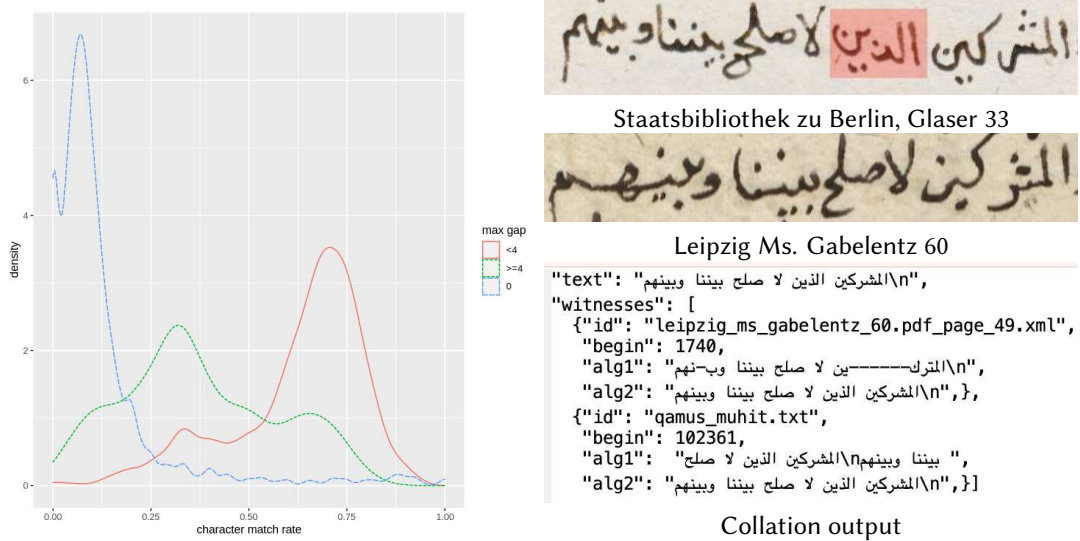 6
4
2
0
density
0.00 0.25 0.50 0.75 1.00
character match rate
max gap
<4
>=4
0
المشركين الذين لا صلح بيننا وبينهم
Staatsbibliothek zu Berlin, Glaser 33
المشركين لا صلح بيننا وبينهم
Leipzig Ms. Gabelentz 60
"text": "المشركين الذين لا صلح بيننا وبينهم\n",
"witnesses": [
{"id": "leipzig_ms_gabelentz_60.pdf_page_49.xml",
"begin": 1740,
"alg1": "المترك------ين لا صلح بيننا وب-نهم\n",
"alg2": "المشركين الذين لا صلح بيننا وبينهم\n",},
{"id": "qamus_muhit.txt",
"begin": 102361,
"alg1": "المشركين الذين لا صلح\nبيننا وبينهم ",
"alg2": "المشركين الذين لا صلح بيننا وبينهم\n",}]
Collation output